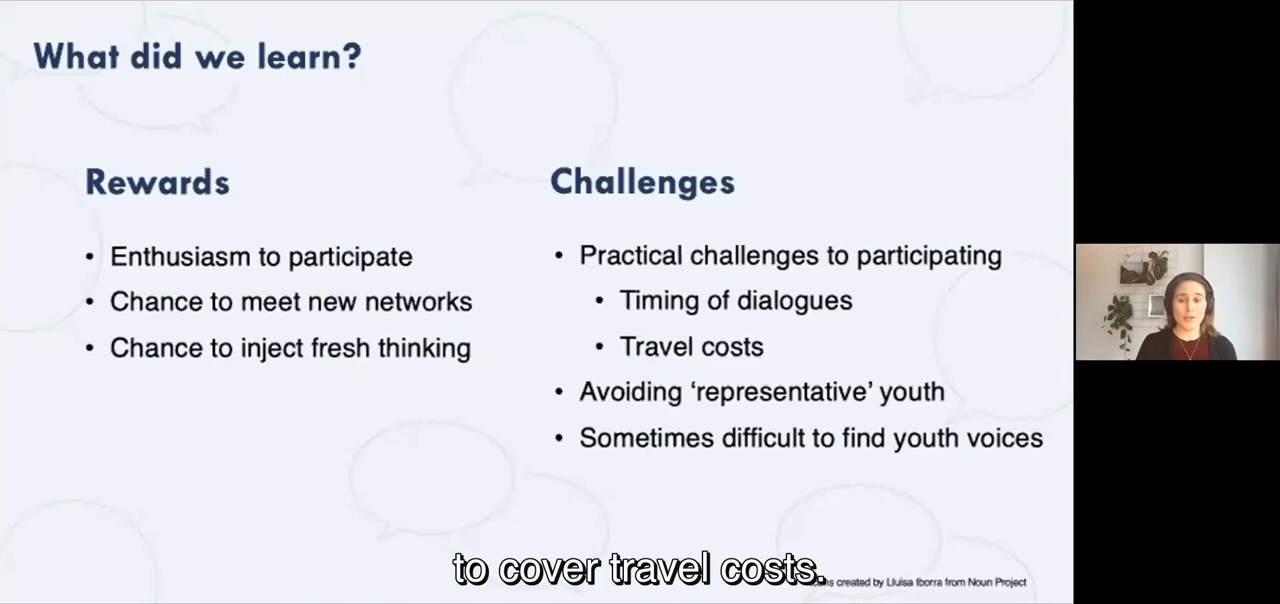 What did we learn?
Rewards
• Enthusiasm to participate
• Chance to meet new networks
• Chance to inject fresh thinking
Challenges
• Practical challenges to participating
• Timing of dialogues
• Travel costs
• Avoiding ‘representative’ youth
• Sometimes difficult to find youth voices
to cover travel costs.
created by Lluisa Iborra from Noun Project